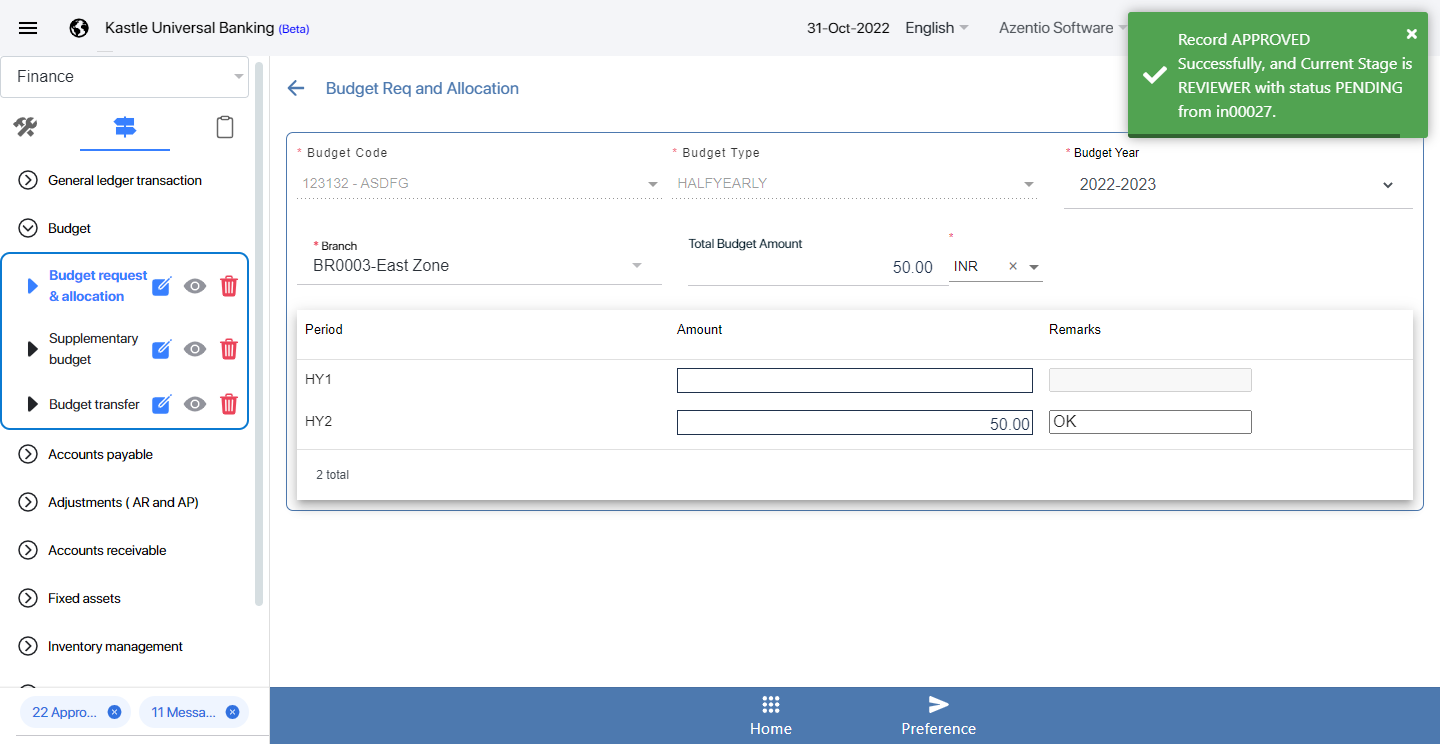 Kastle Universal Banking (Beta)
31-Oct-2022
English
Azentio Software
Record APPROVED
Successfully, and Current Stage is
REVIEWER with status PENDING
from in00027.
Finance
General ledger transaction
Budget
Budget request
& allocation
Supplementary
budget
Budget transfer
Accounts payable
Adjustments ( AR and AP)
Accounts receivable
Fixed assets
Inventory management
22 Appro...
11 Messa...
Budget Req and Allocation
* Budget Code
* Budget Type
* Budget Year
123132 - ASDFG
HALFYEARLY
2022-2023
* Branch
Total Budget Amount
*
BR0003-East Zone
50.00
INR
Period Amount Remarks
HY1
HY2 50.00 OK
2 total
Home
Preference